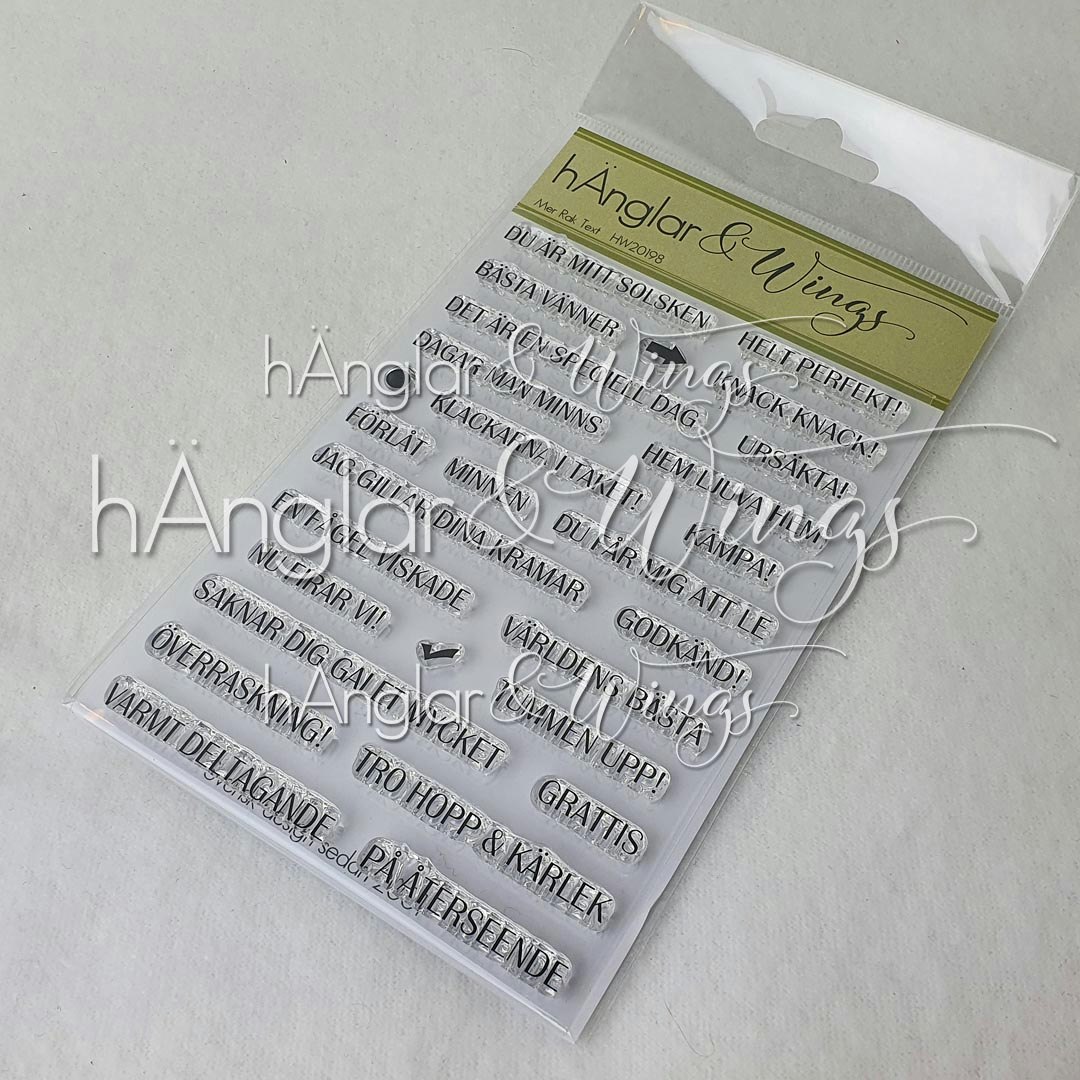 hÄnglar & Wings
Mer Rak Text HW20198
DU ÄR MITT SOLSKEN
HELT PERFEKT!
BÄSTA VÄNNER
KNACK KNACK!
DET ÄR EN SPECIELL DAG
URSÄKTA!
DAGAR MAN MINNS
HEM LJUVA HEM
KLACKARNA I TAKET!
KÄMPA!
FÖRLÅT
MINNEN
DU FÅR MIG ATT LE
JAG GILLAR DINA KRAMAR
GODKÄND!
EN FÅGEL VISKADE
VÄRLDENS BÄSTA
NU FIRAR VI!
TUMMEN UPP!
SAKNAR DIG GALET MYCKET
GRATTIS
ÖVERRASKNING!
TRO HOPP & KÄRLEK
VARMT DELTAGANDE
PÅ ÅTERSEENDE
svensk design sedan
hÄnglar & Wings
hÄnglar & Wings
hÄnglar & Wings